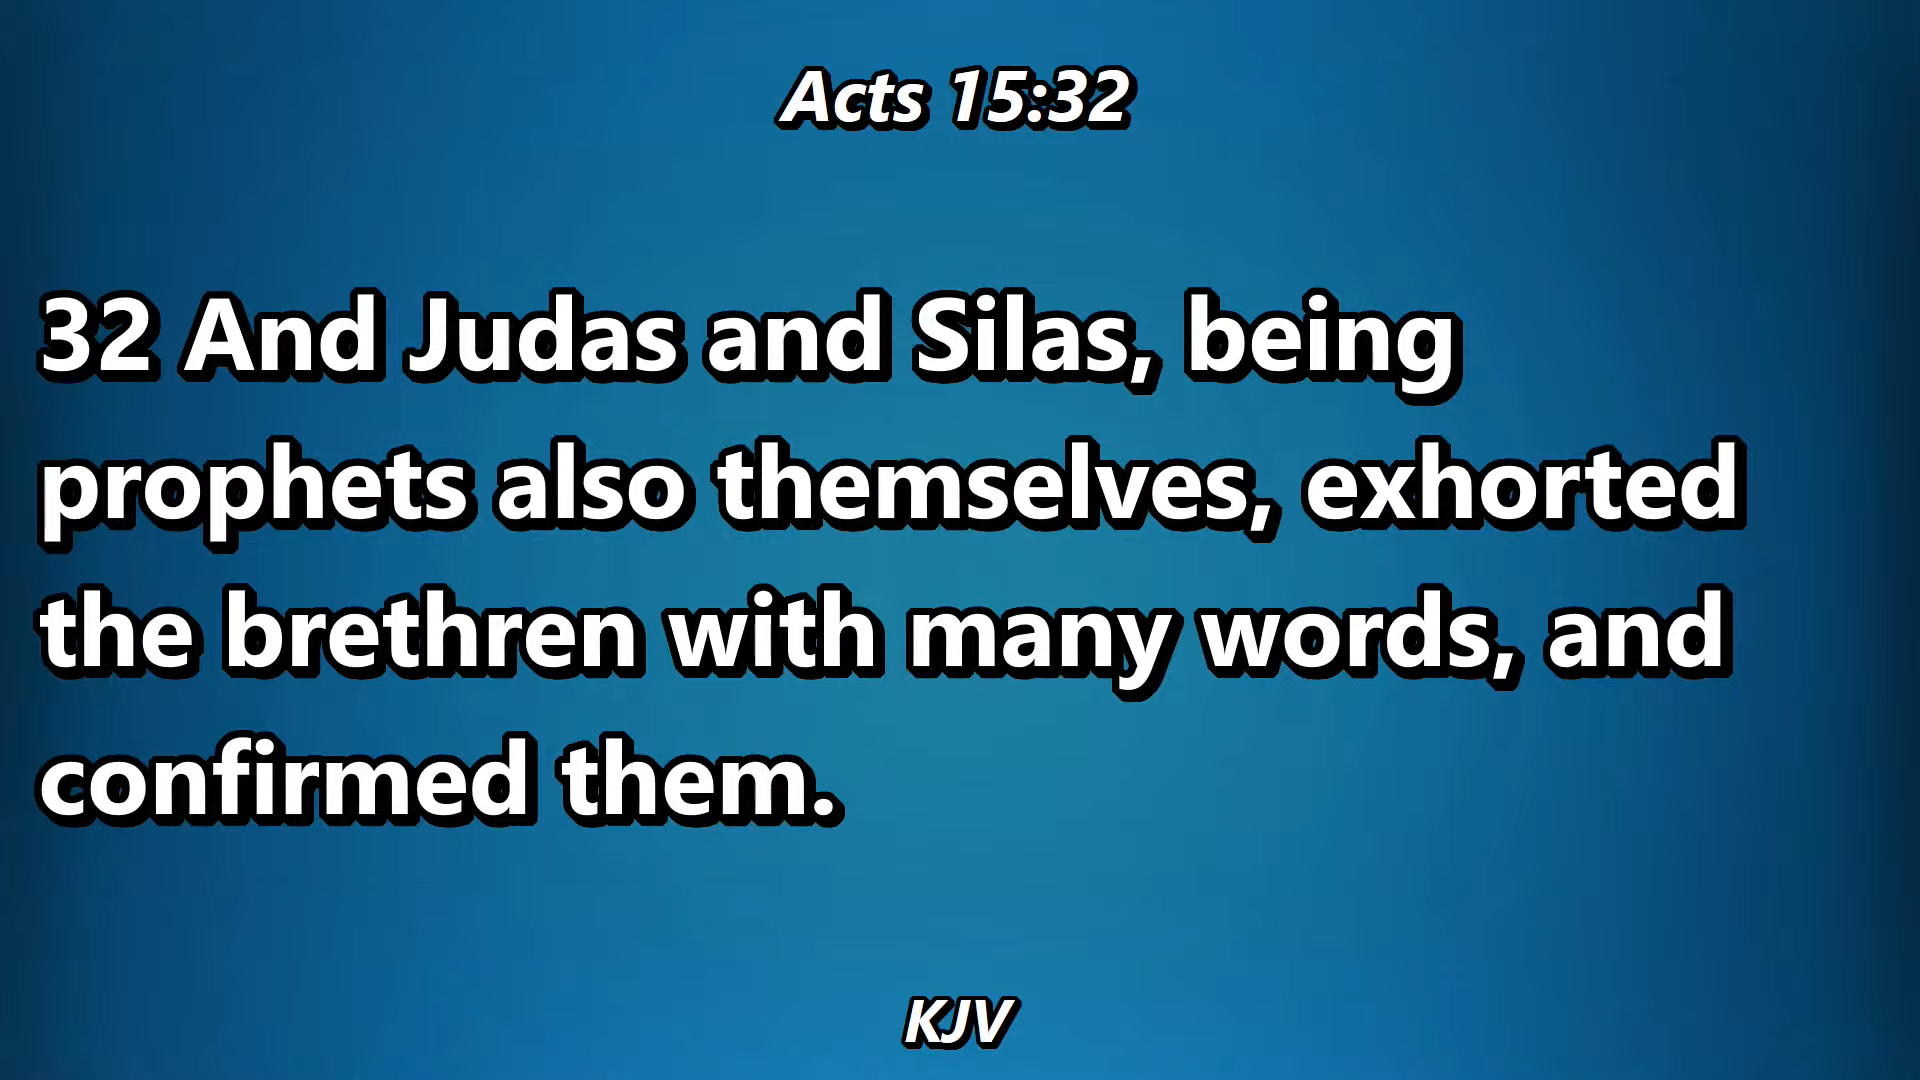 Acts 15:32
32 And Judas and Silas, being
prophets also themselves, exhorted
the brethren with many words, and
confirmed them.
KJV